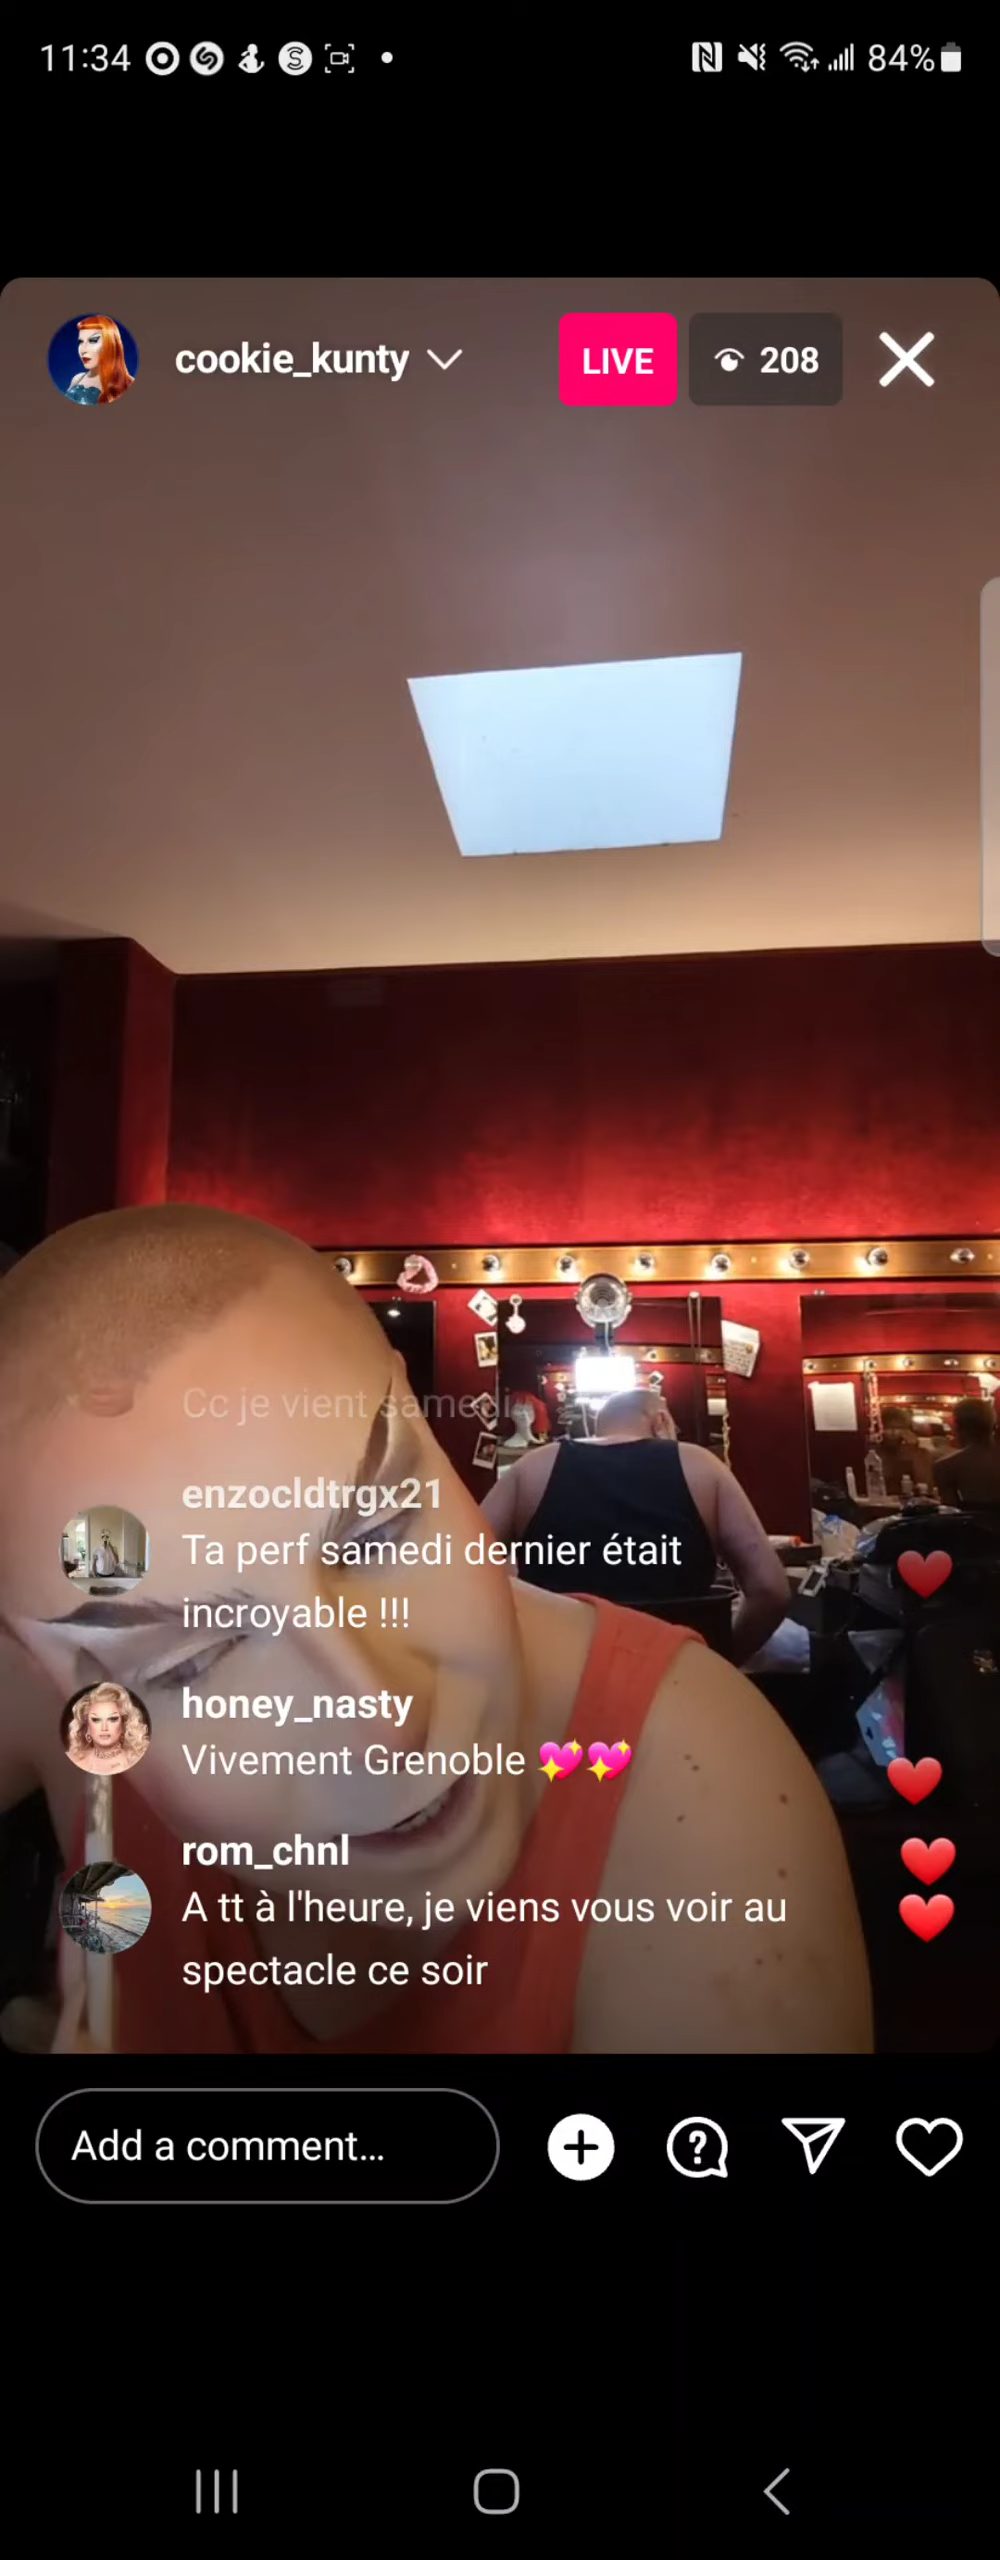 11:34
84%
cookie_kunty
LIVE
208
Cc je vient samedi
enzocldtrgx21
Ta perf samedi dernier était
incroyable !!!
honey_nasty
Vivement Grenoble 💖💖
rom_chnl
A tt à l'heure, je viens vous voir au
spectacle ce soir
Add a comment...